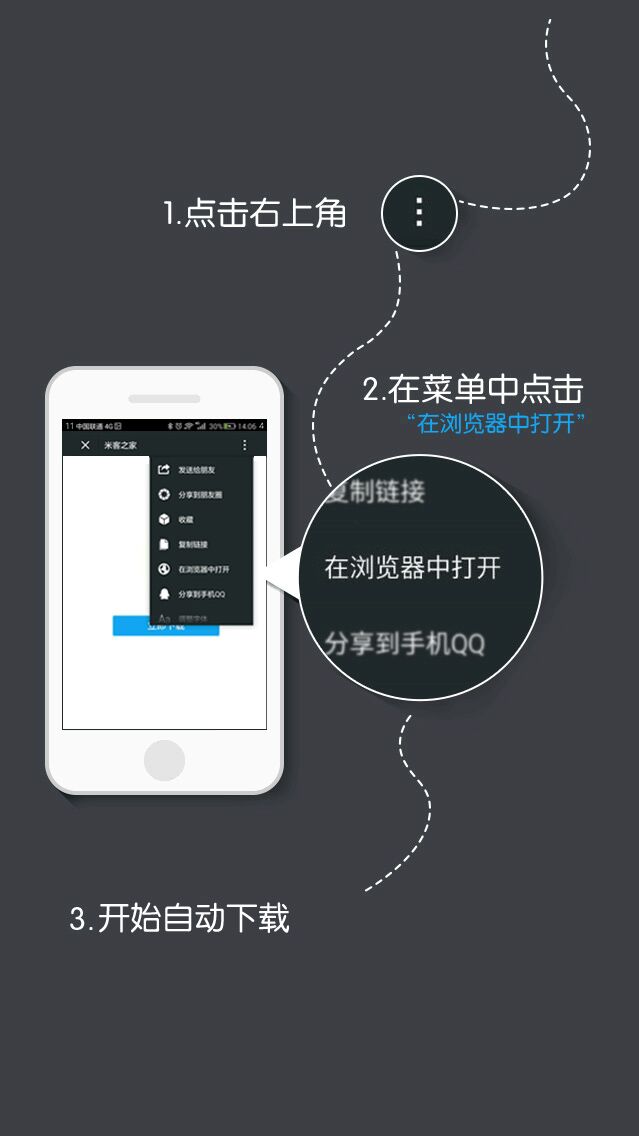 1.点击右上角
2.在菜单中点击
“在浏览器中打开”
11 中国联通 4G
30%
14:06 4
米客之家
发送给朋友
分享到朋友圈
收藏
复制链接
在浏览器中打开
分享到手机QQ
Aa 调整字体
立即下载
复制链接
在浏览器中打开
分享到手机QQ
3.开始自动下载